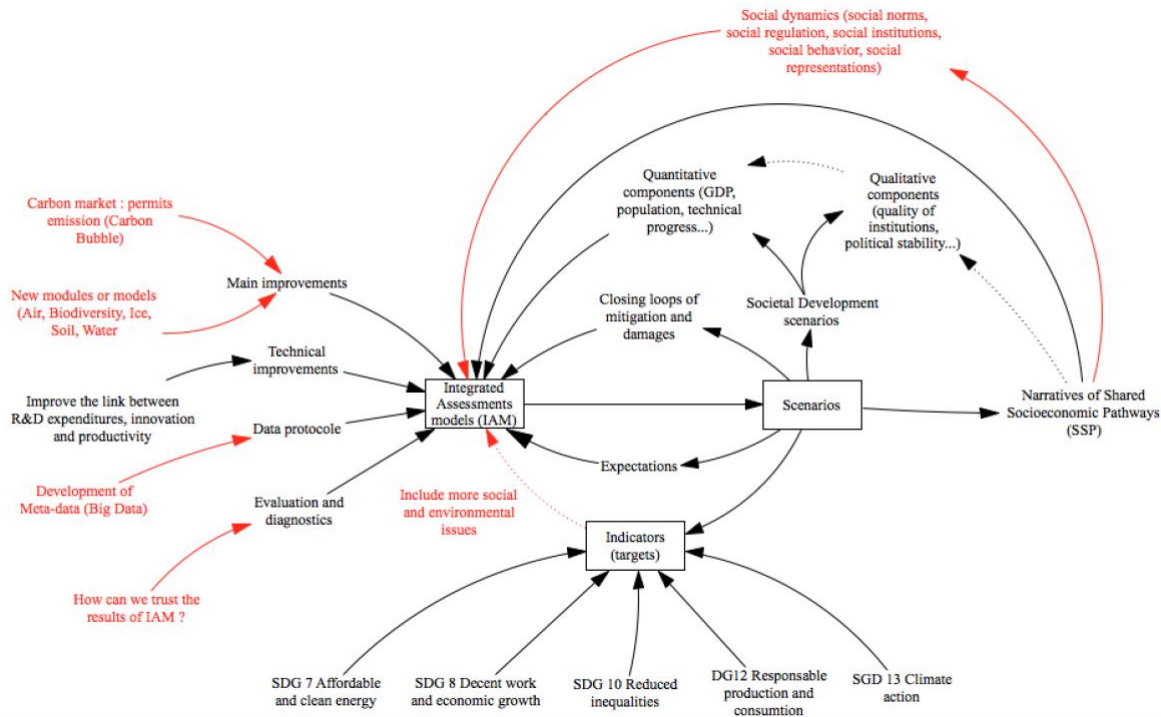 Social dynamics (social norms,
social regulation, social institutions,
social behavior, social
representations)
Quantitative
components (GDP,
population, technical
progress...)
Qualitative
components
(quality of
institutions,
political stability...)
Carbon market : permits
emission (Carbon
Bubble)
Main improvements
New modules or models
(Air, Biodiversity, Ice,
Soil, Water
Closing loops of
mitigation and
damages
Societal Development
scenarios
Technical
improvements
Improve the link between
R&D expenditures, innovation
and productivity
Integrated
Assessments
models (IAM)
Scenarios
Narratives of Shared
Socioeconomic Pathways
(SSP)
Data protocole
Expectations
Development of
Meta-data (Big Data)
Evaluation and
diagnostics
Include more social
and environmental
issues
Indicators
(targets)
How can we trust the
results of IAM ?
SDG 7 Affordable
and clean energy
SDG 8 Decent work
and economic growth
SDG 10 Reduced
inequalities
DG12 Responsable
production and
consumtion
SGD 13 Climate
action